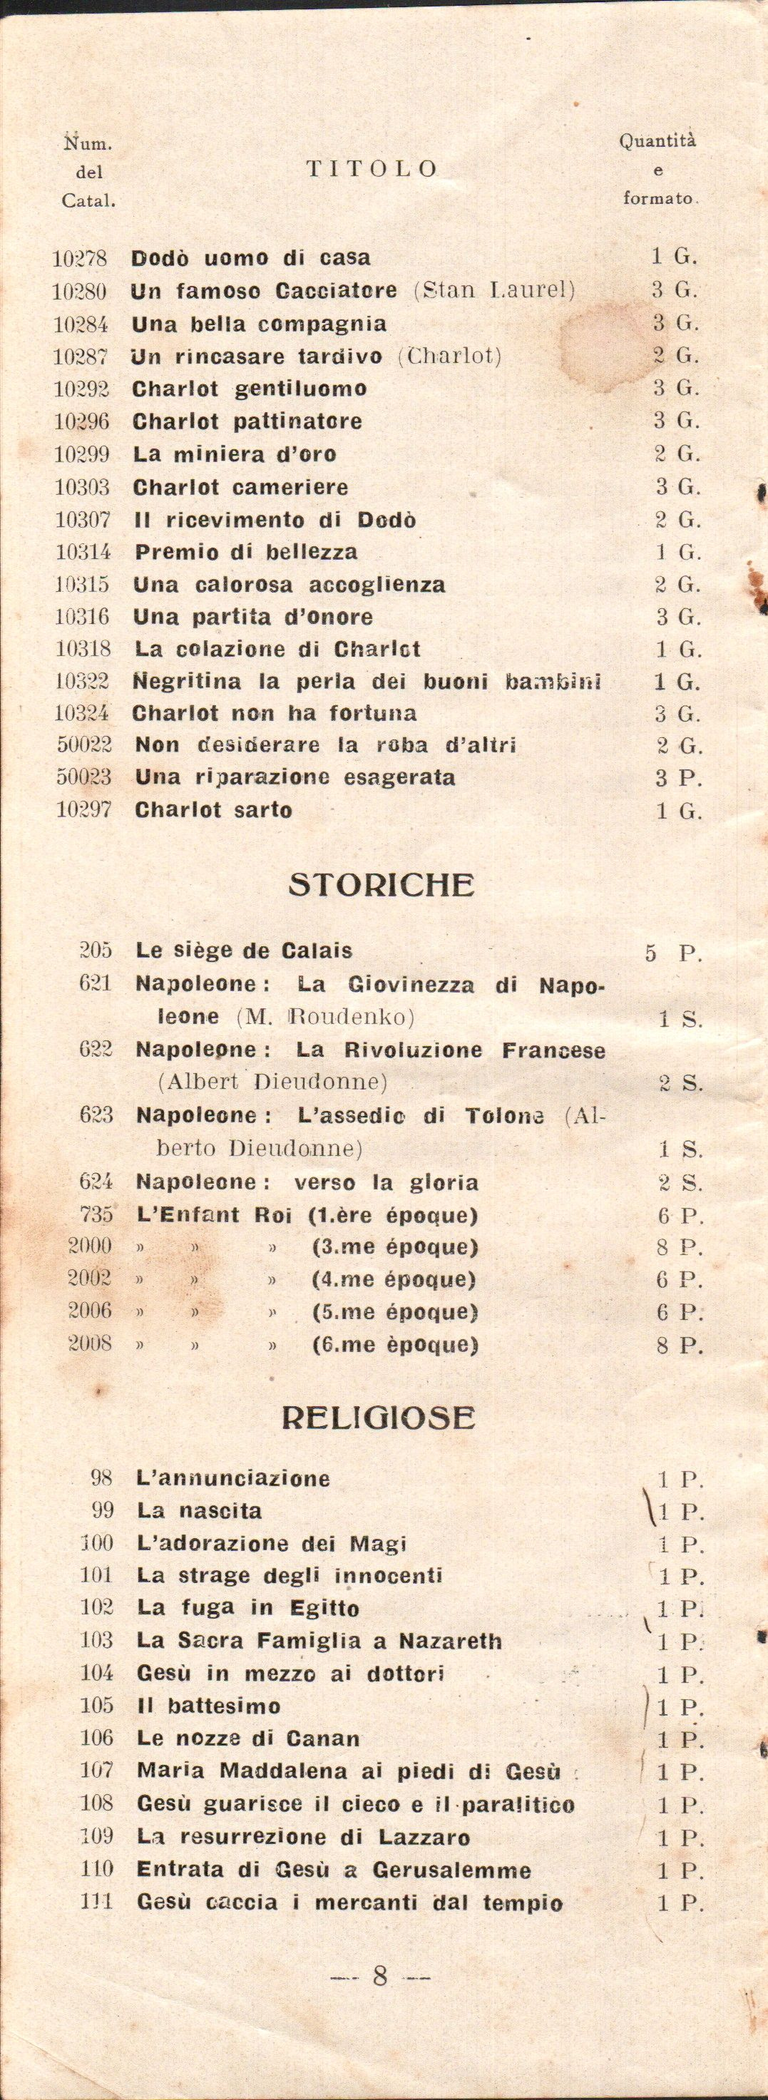 Num. del Catal. TITOLO Quantità e formato.
10278 Dodò uomo di casa 1 G.
10280 Un famoso Cacciatore (Stan Laurel) 3 G.
10284 Una bella compagnia 3 G.
10287 Un rincasare tardivo (Charlot) 2 G.
10292 Charlot gentiluomo 3 G.
10296 Charlot pattinatore 3 G.
10299 La miniera d'oro 2 G.
10303 Charlot cameriere 3 G.
10307 Il ricevimento di Dodò 2 G.
10314 Premio di bellezza 1 G.
10315 Una calorosa accoglienza 2 G.
10316 Una partita d'onore 3 G.
10318 La colazione di Charlot 1 G.
10322 Negritina la perla dei buoni bambini 1 G.
10324 Charlot non ha fortuna 3 G.
50022 Non desiderare la roba d'altri 2 G.
50023 Una riparazione esagerata 3 P.
10297 Charlot sarto 1 G.
STORICHE
205 Le siège de Calais 5 P.
621 Napoleone: La Giovinezza di Napo-
leone (M. Roudenko) 1 S.
622 Napoleone: La Rivoluzione Francese
(Albert Dieudonne) 2 S.
623 Napoleone: L'assedio di Tolone (Al-
berto Dieudonne) 1 S.
624 Napoleone: verso la gloria 2 S.
735 L'Enfant Roi (1.ère époque) 6 P.
2000 » » » (3.me époque) 8 P.
2002 » » » (4.me époque) 6 P.
2006 » » » (5.me époque) 6 P.
2008 » » » (6.me èpoque) 8 P.
RELIGIOSE
98 L'annunciazione 1 P.
99 La nascita 1 P.
100 L'adorazione dei Magi 1 P.
101 La strage degli innocenti 1 P.
102 La fuga in Egitto 1 P.
103 La Sacra Famiglia a Nazareth 1 P.
104 Gesù in mezzo ai dottori 1 P.
105 Il battesimo 1 P.
106 Le nozze di Canan 1 P.
107 Maria Maddalena ai piedi di Gesù 1 P.
108 Gesù guarisce il cieco e il paralitico 1 P.
109 La resurrezione di Lazzaro 1 P.
110 Entrata di Gesù a Gerusalemme 1 P.
111 Gesù caccia i mercanti dal tempio 1 P.
— 8 —